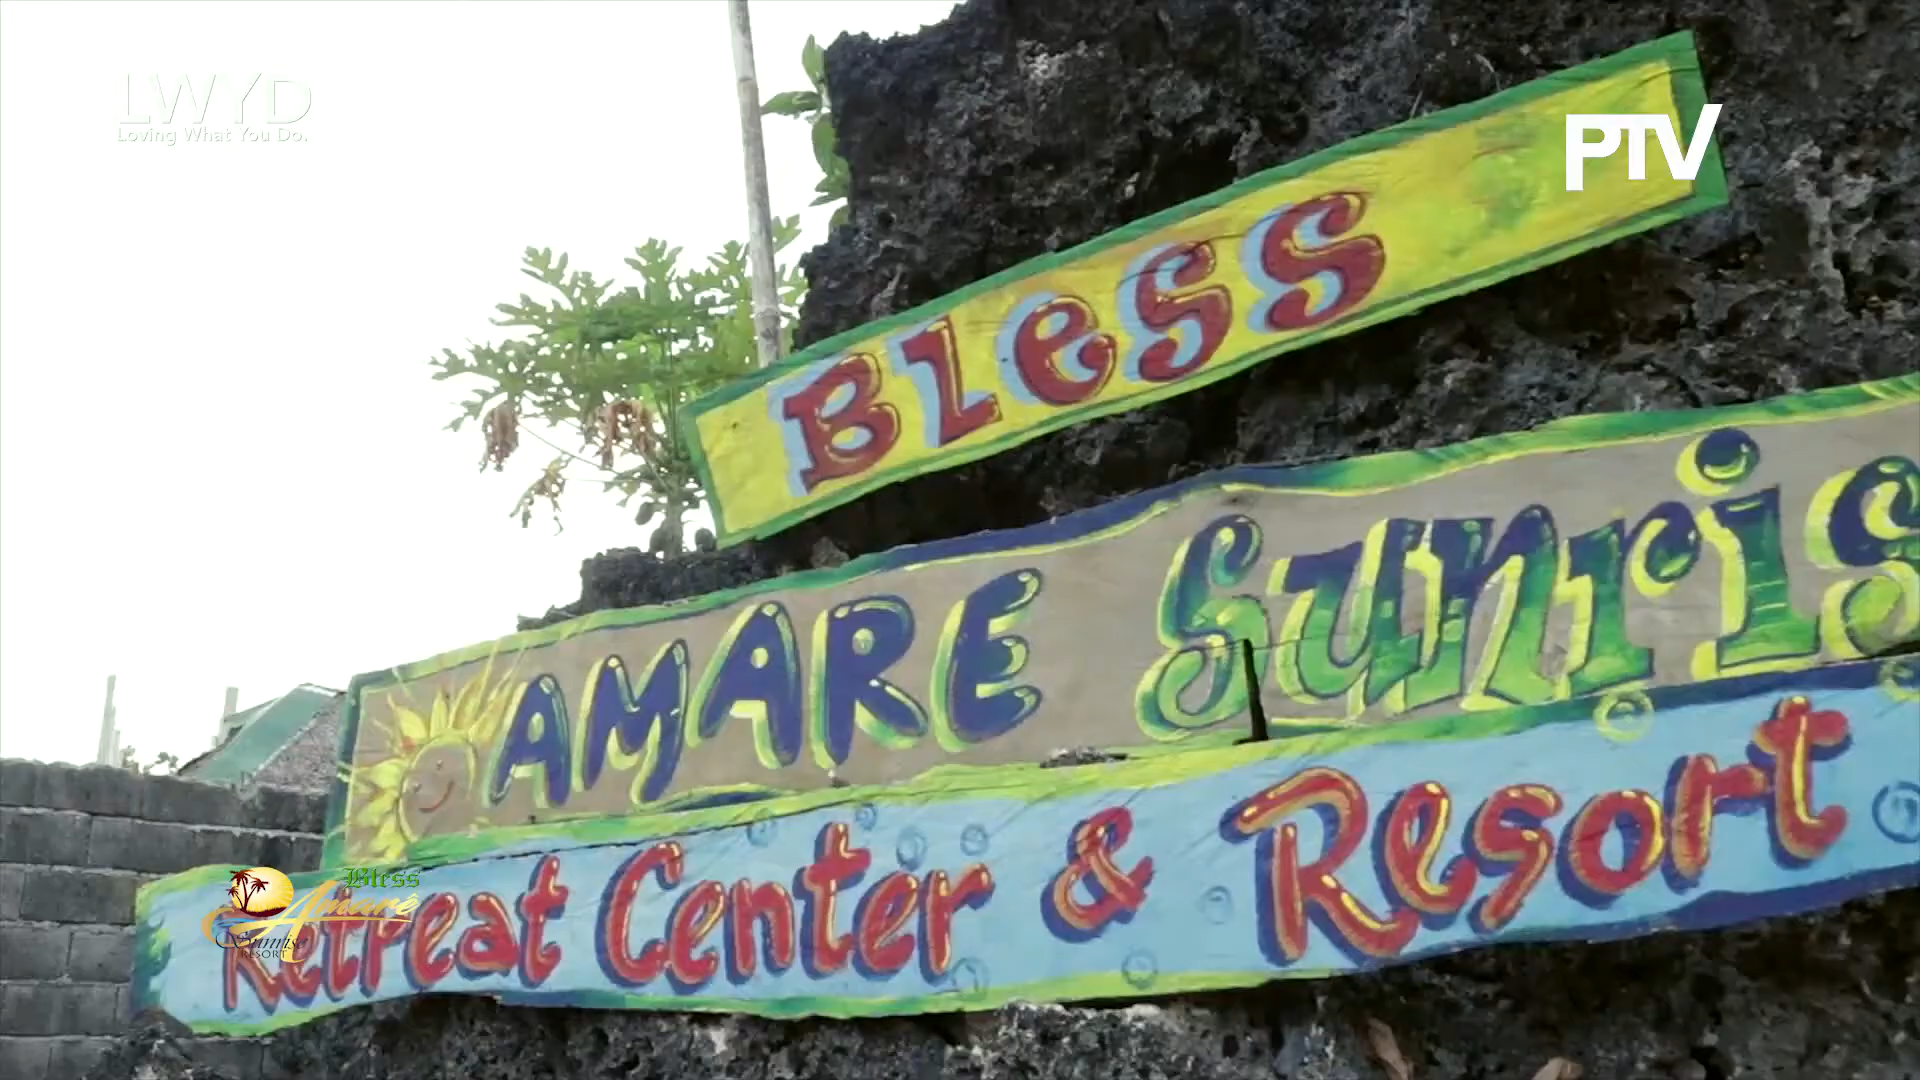 LWYD
Loving What You Do.
PTV
Bless
AMARE Sunris
Retreat Center & Resort
Bless
Amare
Sunrise
RESORT